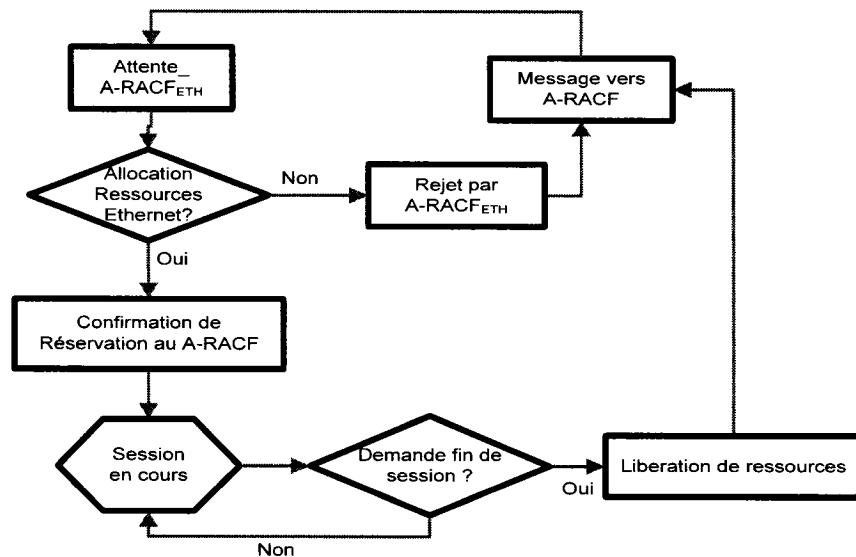 Attente_
A-RACFETH
Message vers
A-RACF
Allocation
Ressources
Ethernet?
Non
Rejet par
A-RACFETH
Oui
Confirmation de
Réservation au A-RACF
Session
en cours
Demande fin de
session ?
Oui
Liberation de ressources
Non